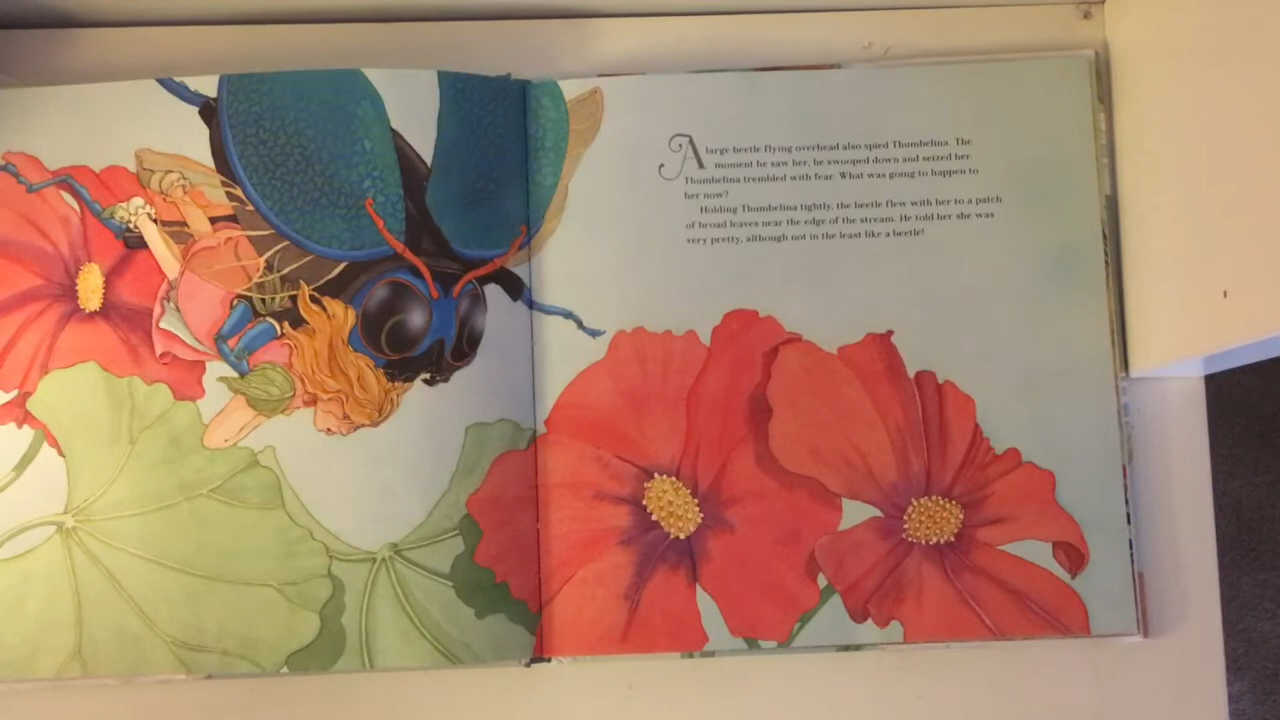 A large beetle flying overhead also spied Thumbelina. The
moment he saw her, he swooped down and seized her.
Thumbelina trembled with fear. What was going to happen to
her now?
Holding Thumbelina tightly, the beetle flew with her to a patch
of broad leaves near the edge of the stream. He told her she was
very pretty, although not in the least like a beetle!